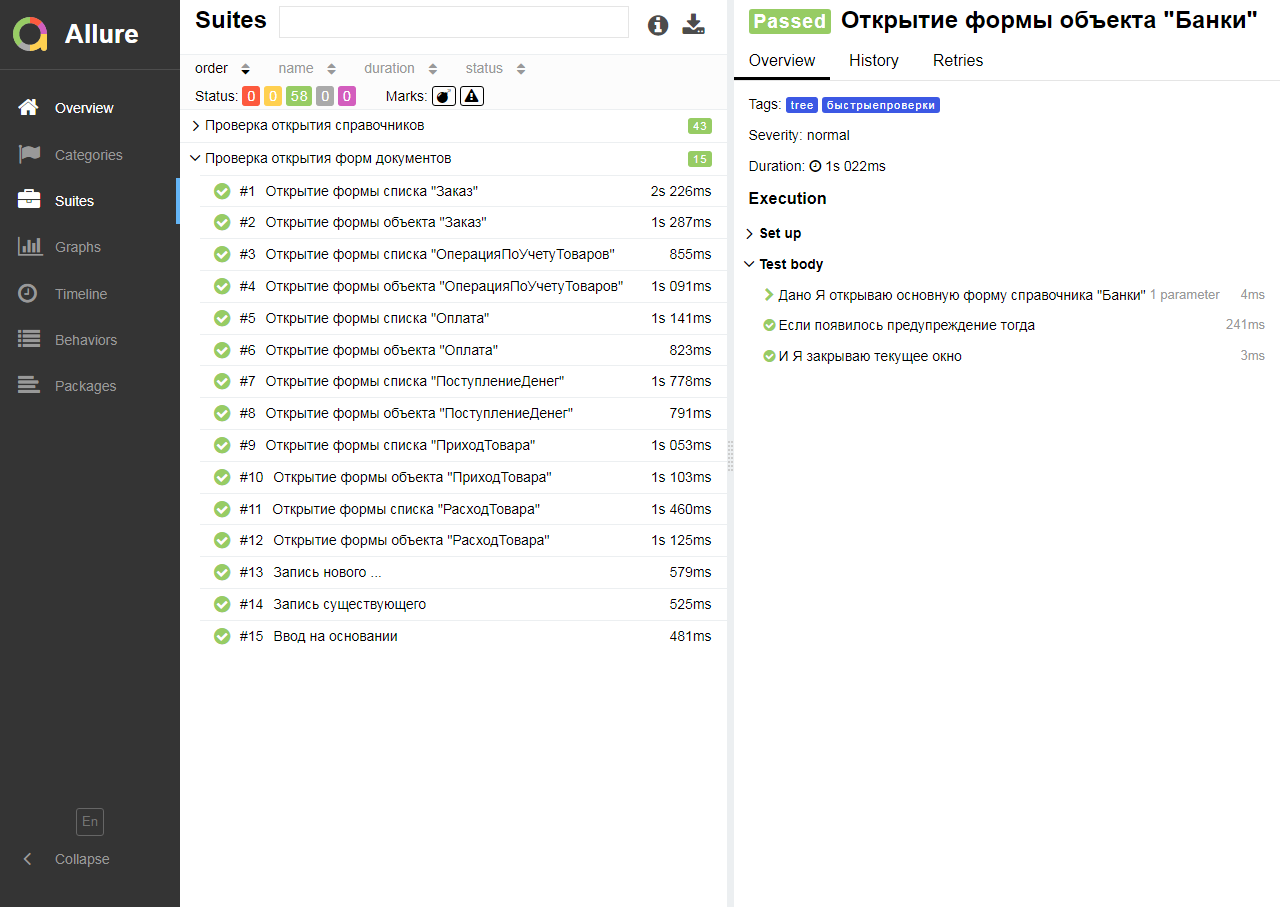 Allure
Overview
Categories
Suites
Graphs
Timeline
Behaviors
Packages
En
Collapse
Suites
order name duration status
Status: 0 0 58 0 0 Marks:
Проверка открытия справочников 43
Проверка открытия форм документов 15
#1 Открытие формы списка "Заказ" 2s 226ms
#2 Открытие формы объекта "Заказ" 1s 287ms
#3 Открытие формы списка "ОперацияПоУчетуТоваров" 855ms
#4 Открытие формы объекта "ОперацияПоУчетуТоваров" 1s 091ms
#5 Открытие формы списка "Оплата" 1s 141ms
#6 Открытие формы объекта "Оплата" 823ms
#7 Открытие формы списка "ПоступлениеДенег" 1s 778ms
#8 Открытие формы объекта "ПоступлениеДенег" 791ms
#9 Открытие формы списка "ПриходТовара" 1s 053ms
#10 Открытие формы объекта "ПриходТовара" 1s 103ms
#11 Открытие формы списка "РасходТовара" 1s 460ms
#12 Открытие формы объекта "РасходТовара" 1s 125ms
#13 Запись нового ... 579ms
#14 Запись существующего 525ms
#15 Ввод на основании 481ms
Passed Открытие формы объекта "Банки"
Overview History Retries
Tags: tree быстрыепроверки
Severity: normal
Duration: 1s 022ms
Execution
Set up
Test body
Дано Я открываю основную форму справочника "Банки" 1 parameter 4ms
Если появилось предупреждение тогда 241ms
И Я закрываю текущее окно 3ms